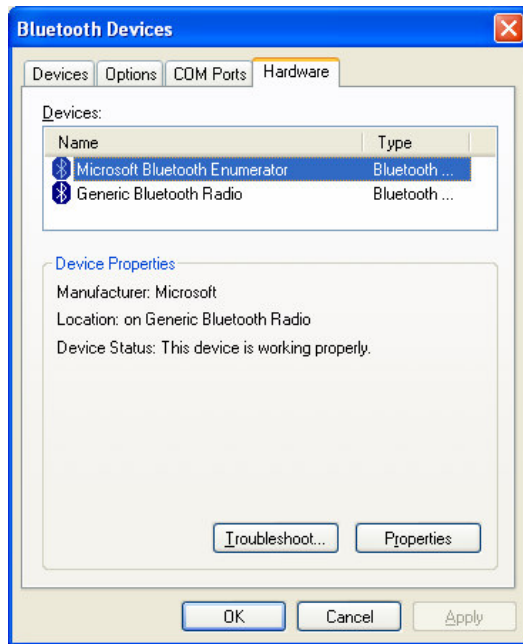 Bluetooth Devices
Devices Options COM Ports Hardware
Devices:
Name Type
Microsoft Bluetooth Enumerator Bluetooth ...
Generic Bluetooth Radio Bluetooth ...
Device Properties
Manufacturer: Microsoft
Location: on Generic Bluetooth Radio
Device Status: This device is working properly.
Troubleshoot... Properties
OK Cancel Apply